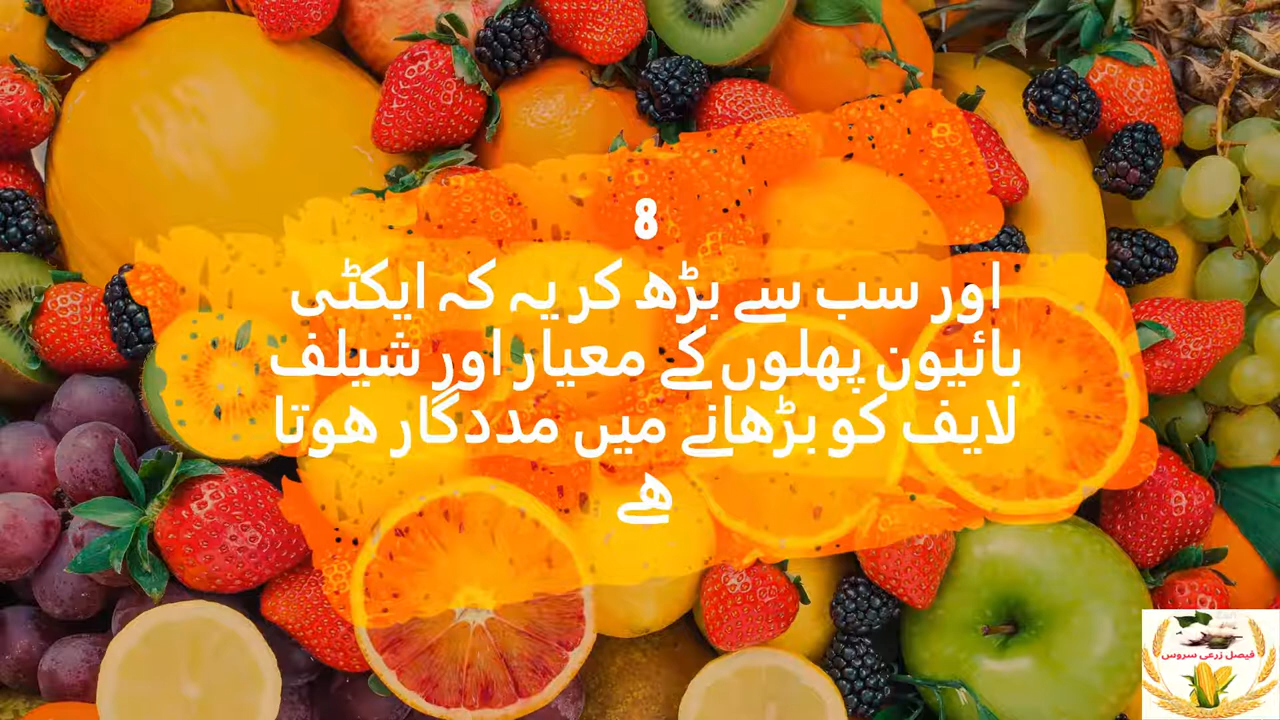 8
اور سب سے بڑھ کر یہ کہ ایکٹی
بائیون پھلوں کے معیار اور شیلف
لایف کو بڑھانے میں مددگار ھوتا
ھے
فیصل زرعی سروس